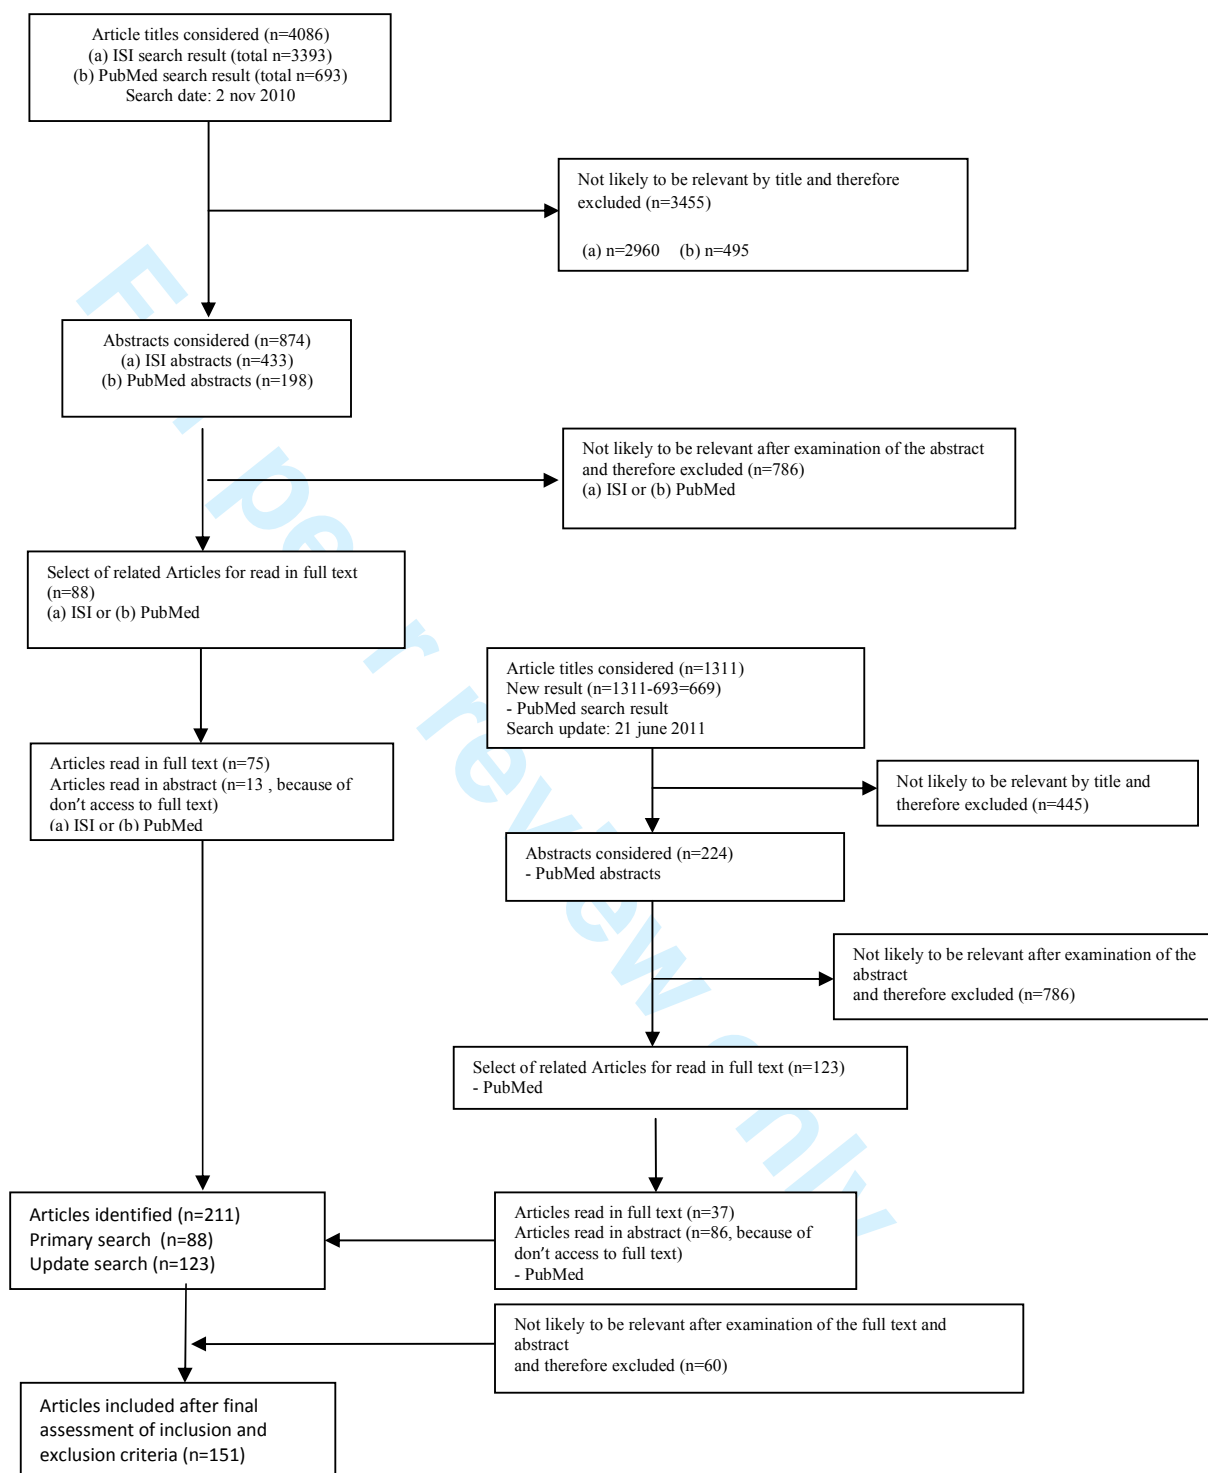 Article titles considered (n=4086)
(a) ISI search result (total n=3393)
(b) PubMed search result (total n=693)
Search date: 2 nov 2010
Not likely to be relevant by title and therefore
excluded (n=3455)
(a) n=2960 (b) n=495
Abstracts considered (n=874)
(a) ISI abstracts (n=433)
(b) PubMed abstracts (n=198)
Not likely to be relevant after examination of the abstract
and therefore excluded (n=786)
(a) ISI or (b) PubMed
Select of related Articles for read in full text
(n=88)
(a) ISI or (b) PubMed
Article titles considered (n=1311)
New result (n=1311-693=669)
- PubMed search result
Search update: 21 june 2011
Articles read in full text (n=75)
Articles read in abstract (n=13 , because of
don't access to full text)
(a) ISI or (b) PubMed
Not likely to be relevant by title and
therefore excluded (n=445)
Abstracts considered (n=224)
- PubMed abstracts
Not likely to be relevant after examination of the
abstract
and therefore excluded (n=786)
Select of related Articles for read in full text (n=123)
- PubMed
Articles identified (n=211)
Primary search (n=88)
Update search (n=123)
Articles read in full text (n=37)
Articles read in abstract (n=86, because of
don't access to full text)
- PubMed
Not likely to be relevant after examination of the full text and
abstract
and therefore excluded (n=60)
Articles included after final
assessment of inclusion and
exclusion criteria (n=151)
For peer review only